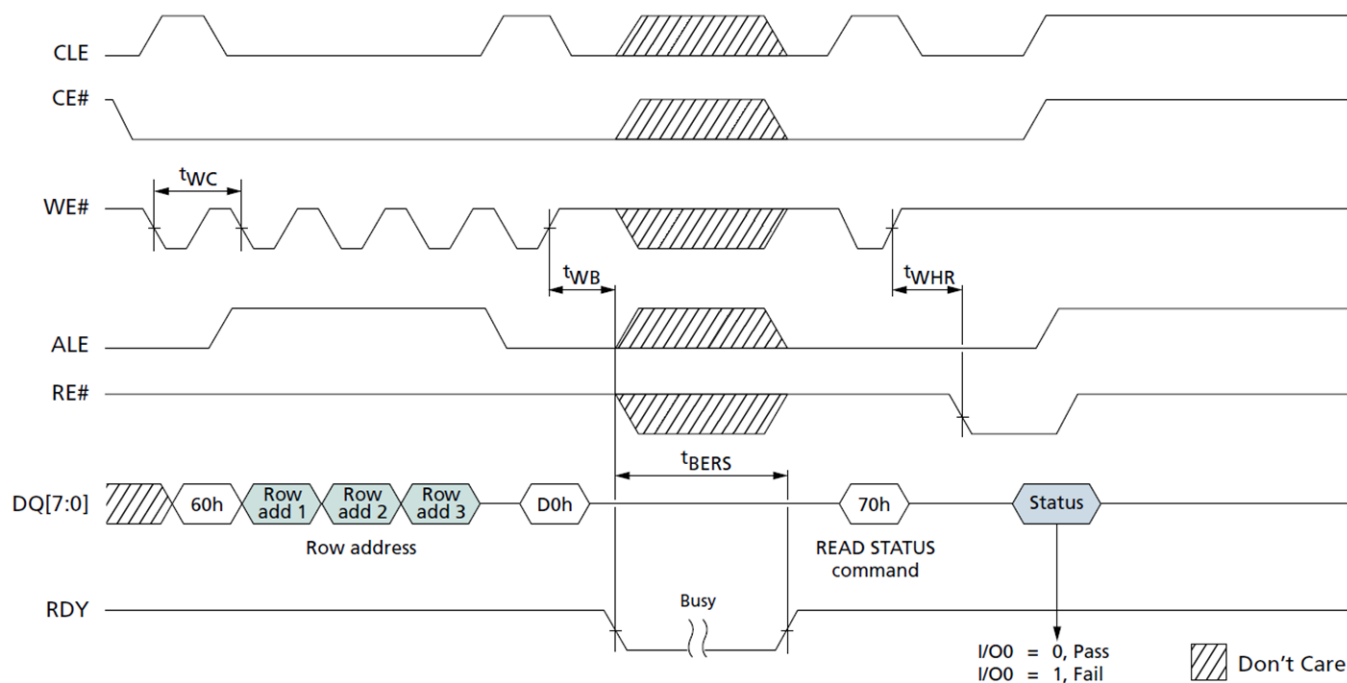 CLE
CE#
tWC
WE#
tWB
tWHR
ALE
RE#
tBERS
DQ[7:0]
60h
Row
add 1
Row
add 2
Row
add 3
D0h
70h
Status
Row address
READ STATUS
command
RDY
Busy
I/O0 = 0, Pass
I/O0 = 1, Fail
Don't Care